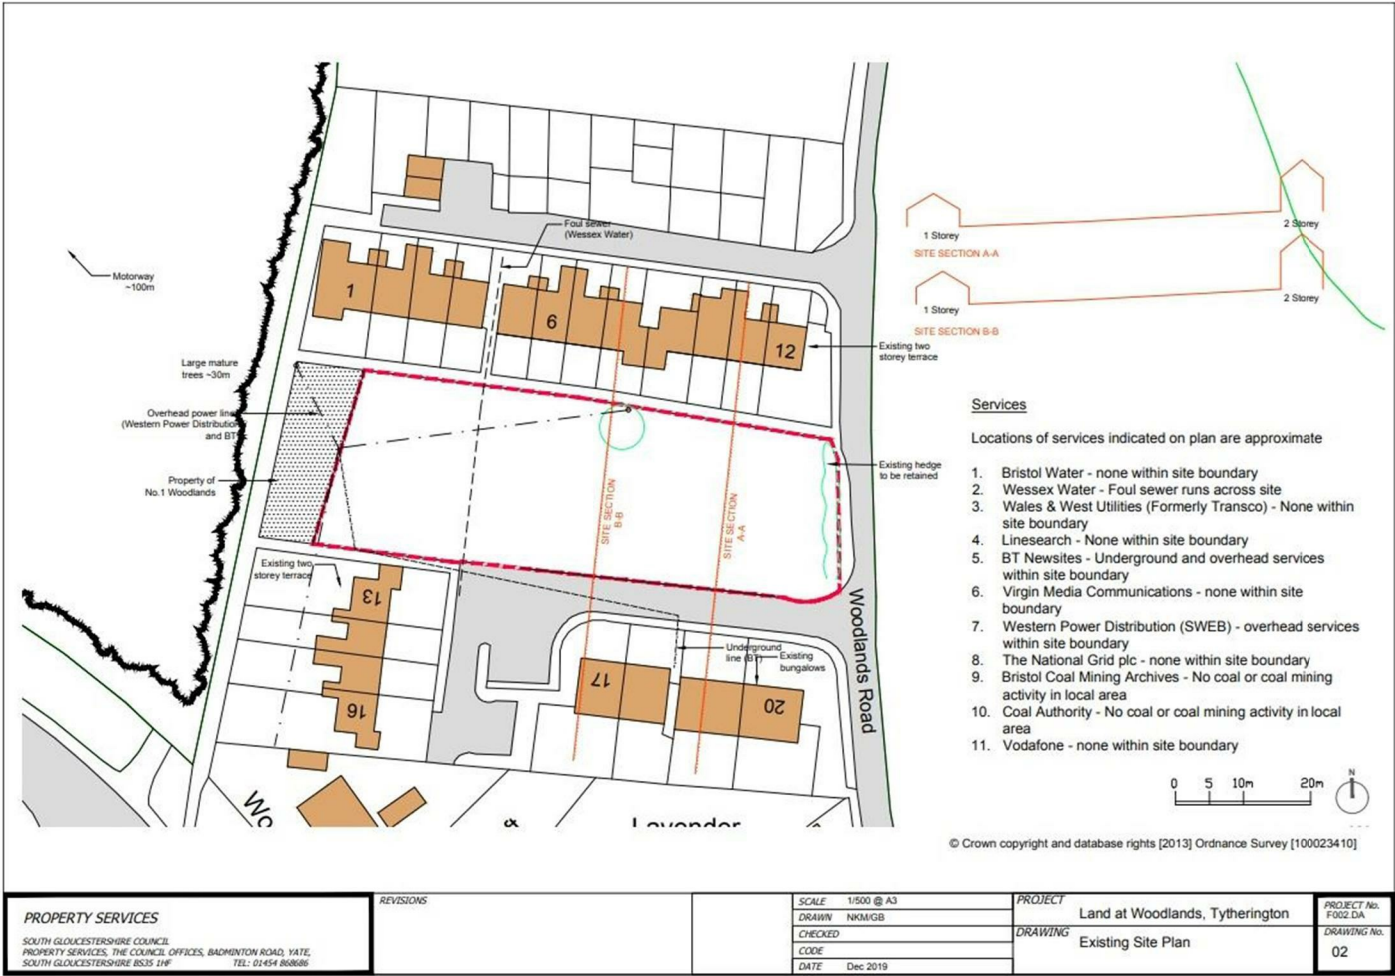 Foul sewer
(Wessex Water)
Motorway
~100m
1
6
12
Large mature
trees ~30m
Overhead power line
(Western Power Distribution
and BT)
Property of
No.1 Woodlands
Existing two
storey terrace
Existing hedge
to be retained
SITE SECTION
B-B
SITE SECTION
A-A
Existing two
storey terrace
13
16
17
20
Underground
line (BT)
Existing
bungalows
Woodlands Road
Wo
&
Lavender
1 Storey
2 Storey
SITE SECTION A-A
1 Storey
2 Storey
SITE SECTION B-B
Services
Locations of services indicated on plan are approximate
1. Bristol Water - none within site boundary
2. Wessex Water - Foul sewer runs across site
3. Wales & West Utilities (Formerly Transco) - None within
site boundary
4. Linesearch - None within site boundary
5. BT Newsites - Underground and overhead services
within site boundary
6. Virgin Media Communications - none within site
boundary
7. Western Power Distribution (SWEB) - overhead services
within site boundary
8. The National Grid plc - none within site boundary
9. Bristol Coal Mining Archives - No coal or coal mining
activity in local area
10. Coal Authority - No coal or coal mining activity in local
area
11. Vodafone - none within site boundary
0 5 10m 20m
N
© Crown copyright and database rights [2013] Ordnance Survey [100023410]
PROPERTY SERVICES
SOUTH GLOUCESTERSHIRE COUNCIL
PROPERTY SERVICES, THE COUNCIL OFFICES, BADMINTON ROAD, YATE,
SOUTH GLOUCESTERSHIRE BS35 1HF TEL: 01454 868686
REVISIONS
SCALE 1/500 @ A3
DRAWN NKM/GB
CHECKED
CODE
DATE Dec 2019
PROJECT
Land at Woodlands, Tytherington
DRAWING
Existing Site Plan
PROJECT No.
F002.DA
DRAWING No.
02